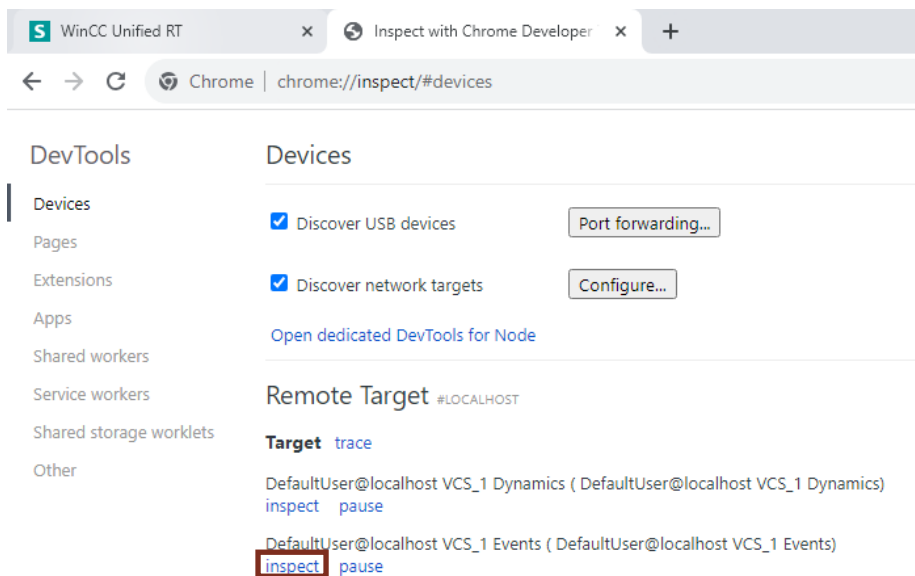 S WinCC Unified RT × Inspect with Chrome Developer × +
Chrome | chrome://inspect/#devices
DevTools
Devices
Pages
Extensions
Apps
Shared workers
Service workers
Shared storage worklets
Other
Devices
Discover USB devices Port forwarding...
Discover network targets Configure...
Open dedicated DevTools for Node
Remote Target #LOCALHOST
Target trace
DefaultUser@localhost VCS_1 Dynamics ( DefaultUser@localhost VCS_1 Dynamics)
inspect pause
DefaultUser@localhost VCS_1 Events ( DefaultUser@localhost VCS_1 Events)
inspect pause